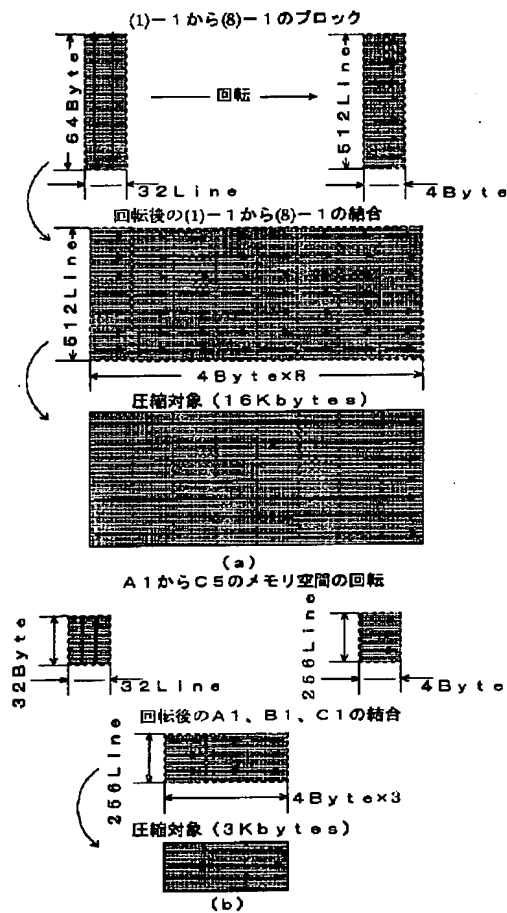 (1)－1から(8)－1のブロック
64Byte
回転
512Line
32Line
4Byte
回転後の(1)－1から(8)－1の結合
512Line
4Byte×8
圧縮対象（16Kbytes）
(a)
A1からC5のメモリ空間の回転
32Byte
32Line
256Line
4Byte
回転後のA1、B1、C1の結合
256Line
4Byte×3
圧縮対象（3Kbytes）
(b)